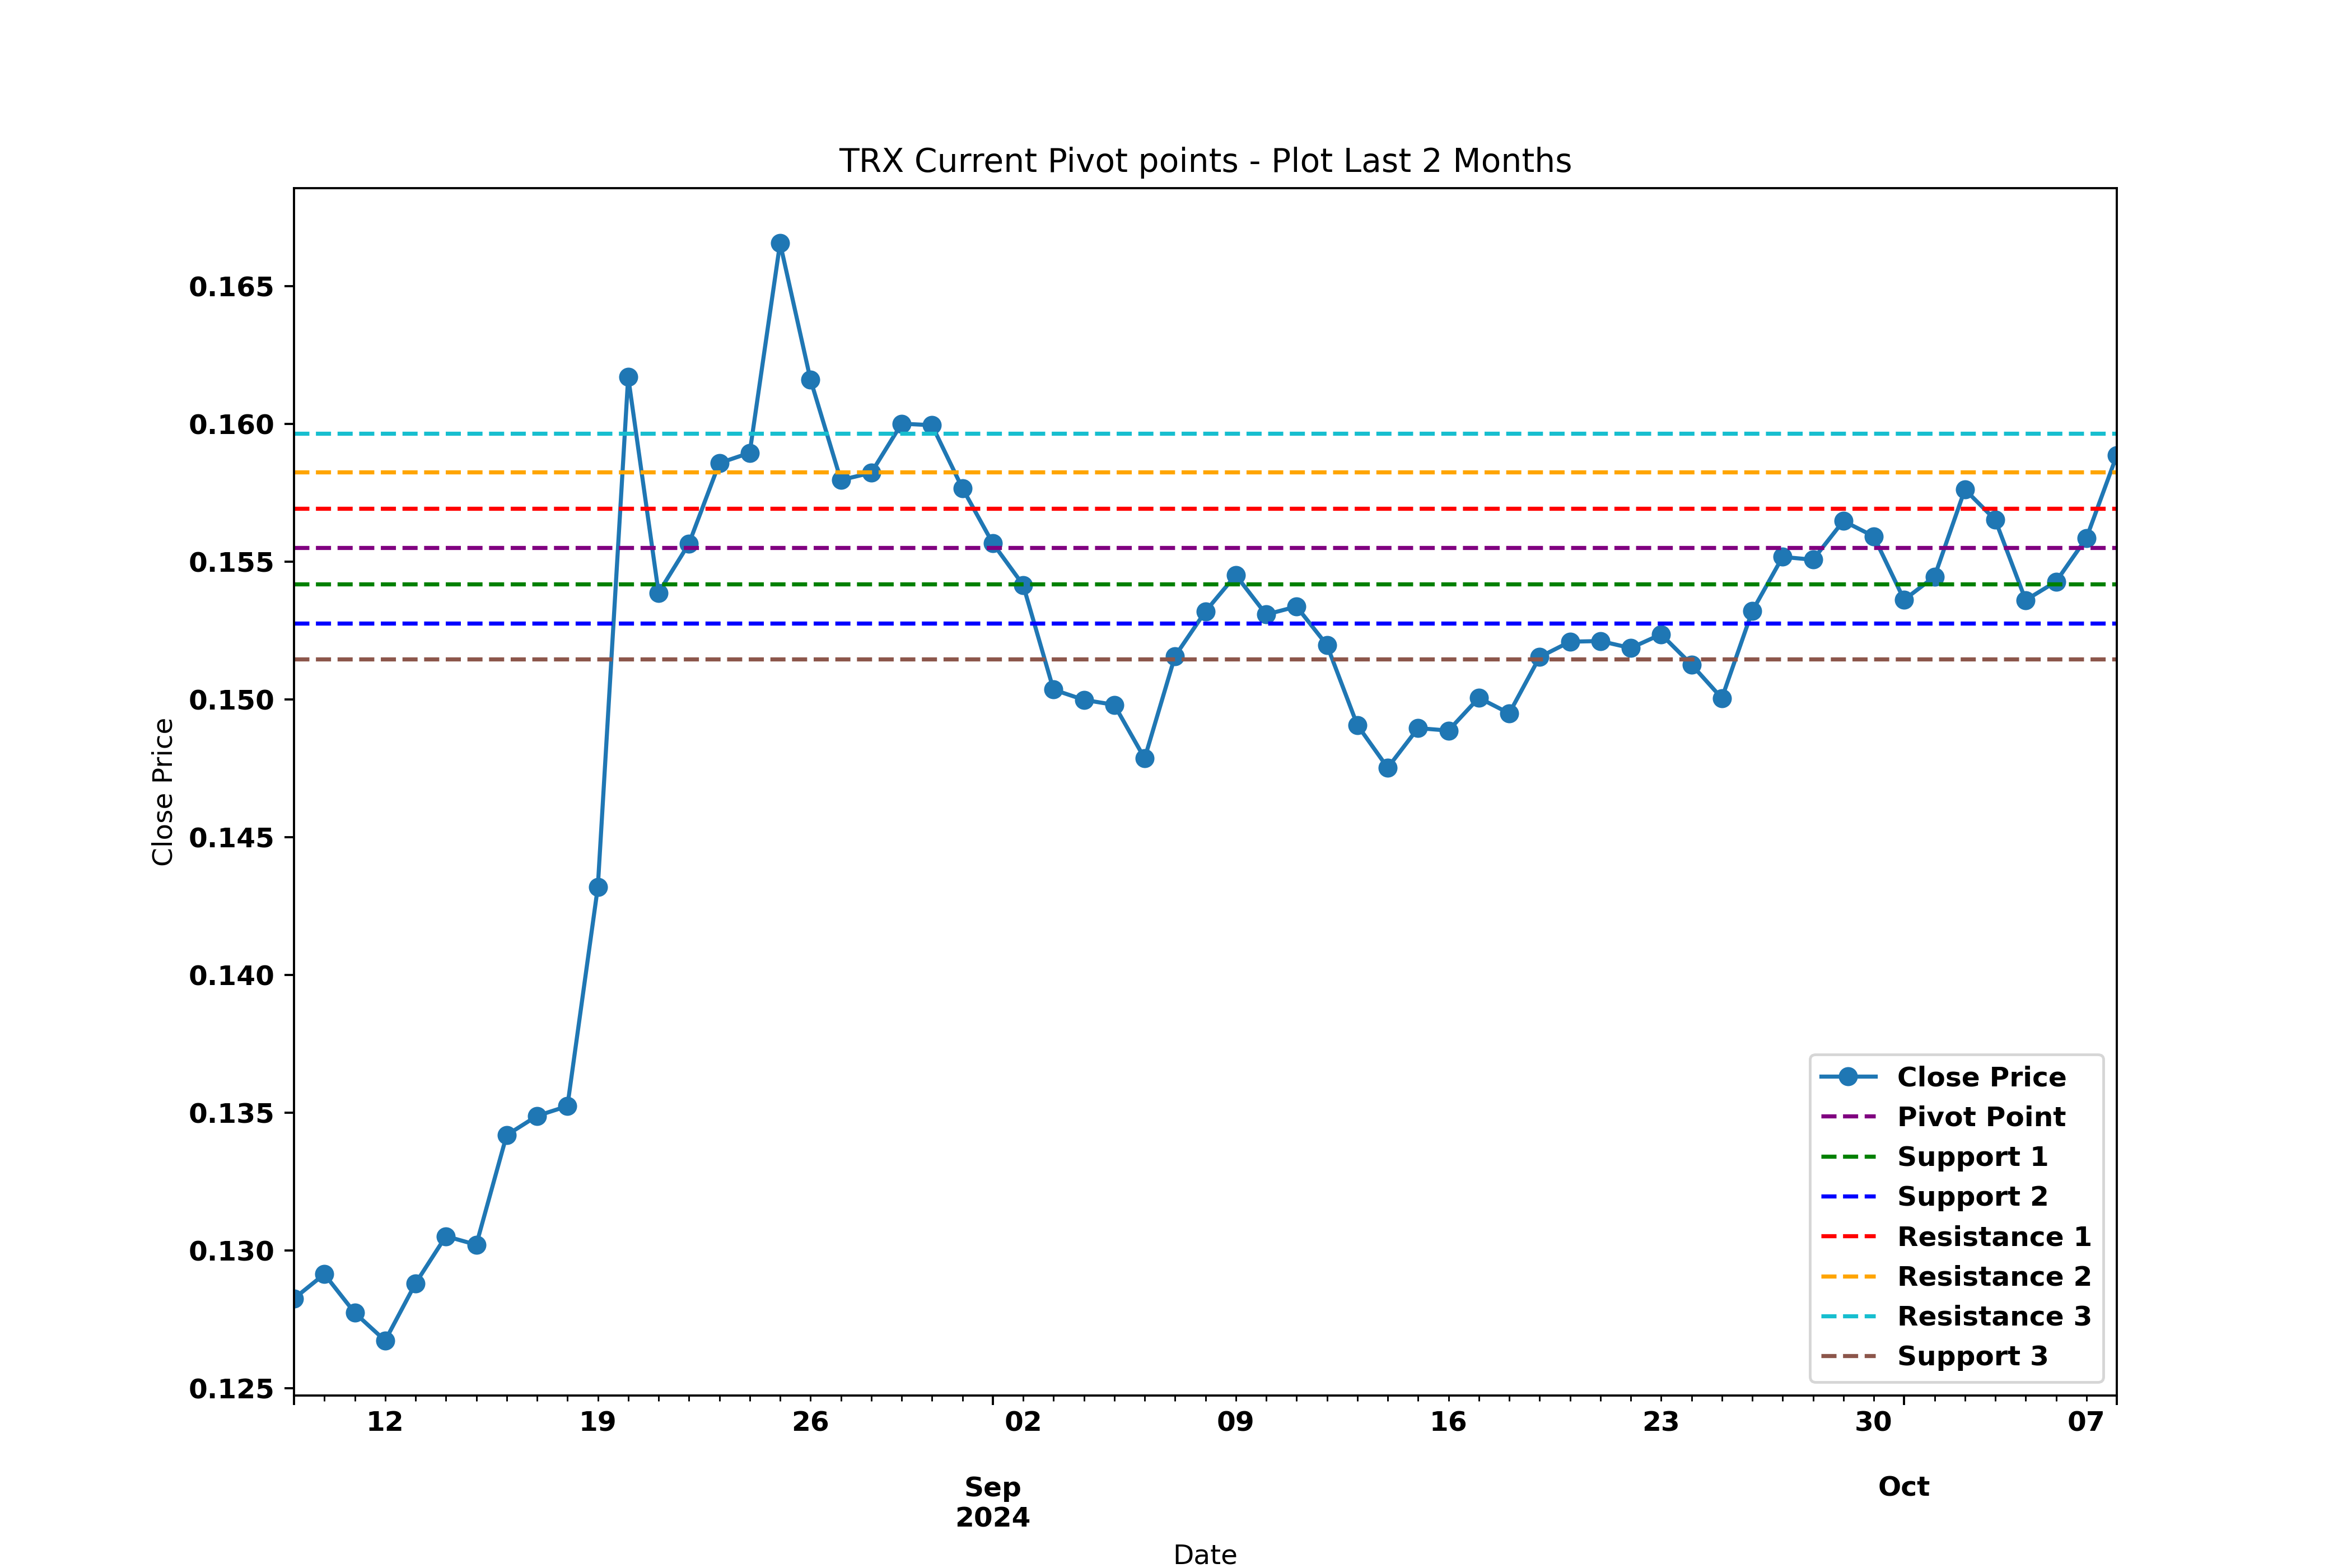 TRX Current Pivot points - Plot Last 2 Months
0.165
0.160
0.155
0.150
0.145
0.140
0.135
0.130
0.125
Close Price
Close Price
Pivot Point
Support 1
Support 2
Resistance 1
Resistance 2
Resistance 3
Support 3
12 19 26 02 09 16 23 30 07
Sep Oct
2024
Date